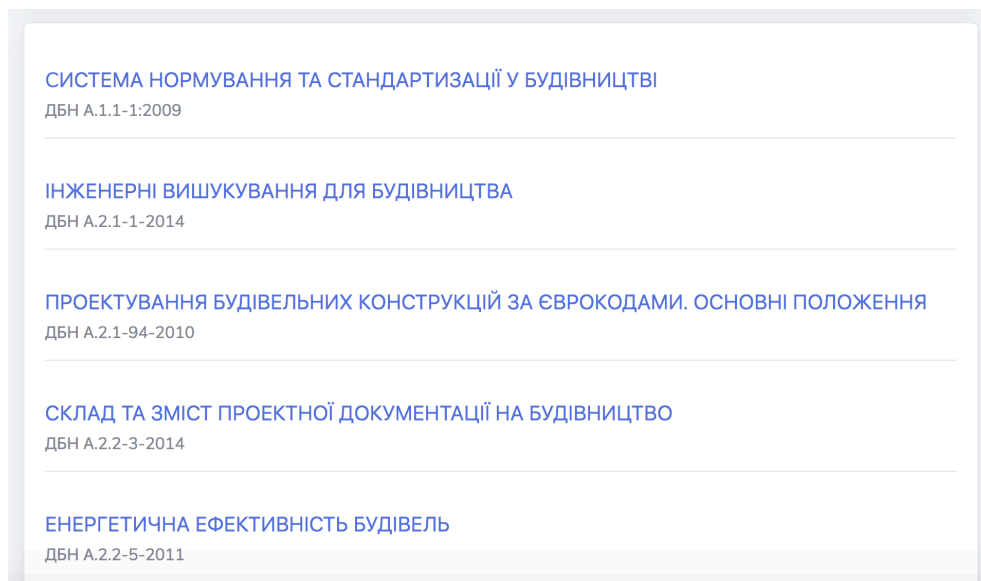 СИСТЕМА НОРМУВАННЯ ТА СТАНДАРТИЗАЦІЇ У БУДІВНИЦТВІ
ДБН А.1.1-1:2009
ІНЖЕНЕРНІ ВИШУКУВАННЯ ДЛЯ БУДІВНИЦТВА
ДБН А.2.1-1-2014
ПРОЕКТУВАННЯ БУДІВЕЛЬНИХ КОНСТРУКЦІЙ ЗА ЄВРОКОДАМИ. ОСНОВНІ ПОЛОЖЕННЯ
ДБН А.2.1-94-2010
СКЛАД ТА ЗМІСТ ПРОЕКТНОЇ ДОКУМЕНТАЦІЇ НА БУДІВНИЦТВО
ДБН А.2.2-3-2014
ЕНЕРГЕТИЧНА ЕФЕКТИВНІСТЬ БУДІВЕЛЬ
ДБН А.2.2-5-2011